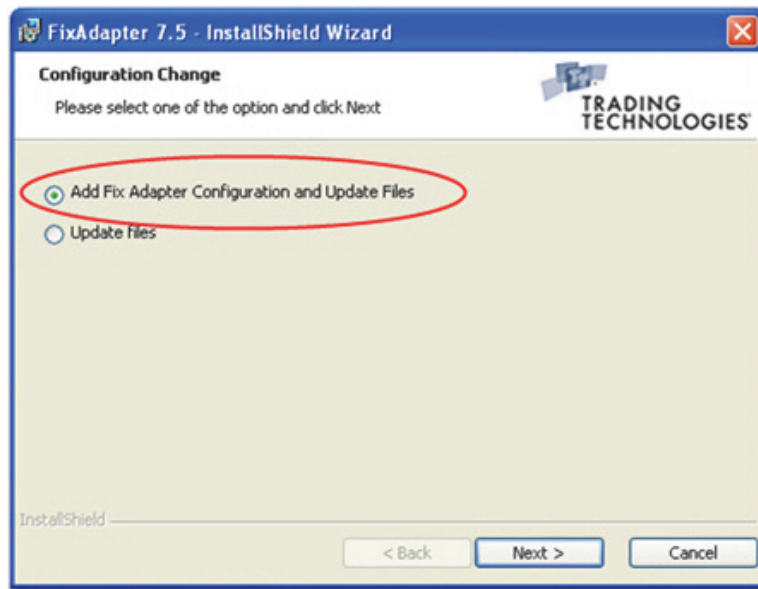 FixAdapter 7.5 - InstallShield Wizard
Configuration Change
Please select one of the option and click Next
TT
TRADING
TECHNOLOGIES®
Add Fix Adapter Configuration and Update Files
Update files
InstallShield
< Back
Next >
Cancel